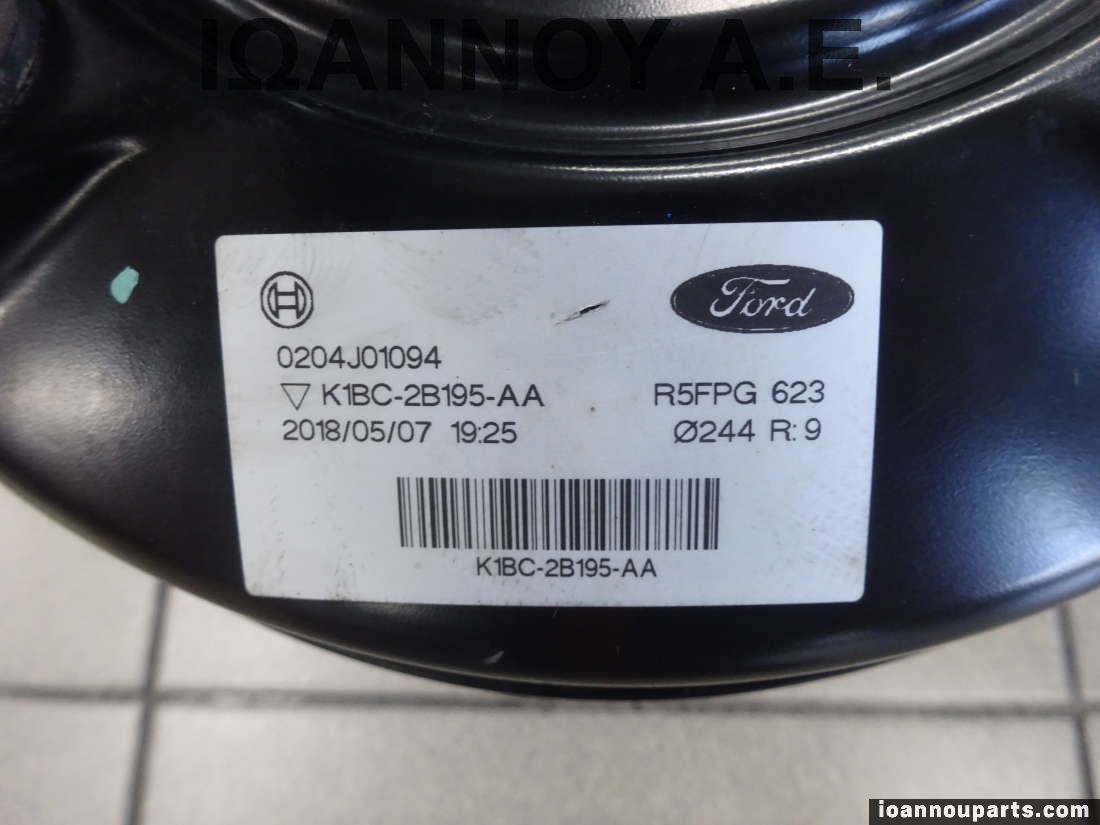 ΙΩΑΝΝΟΥ Α.Ε.
Ford
0204J01094
▽ K1BC-2B195-AA R5FPG 623
2018/05/07 19:25 Ø244 R: 9
K1BC-2B195-AA
ioannouparts.com